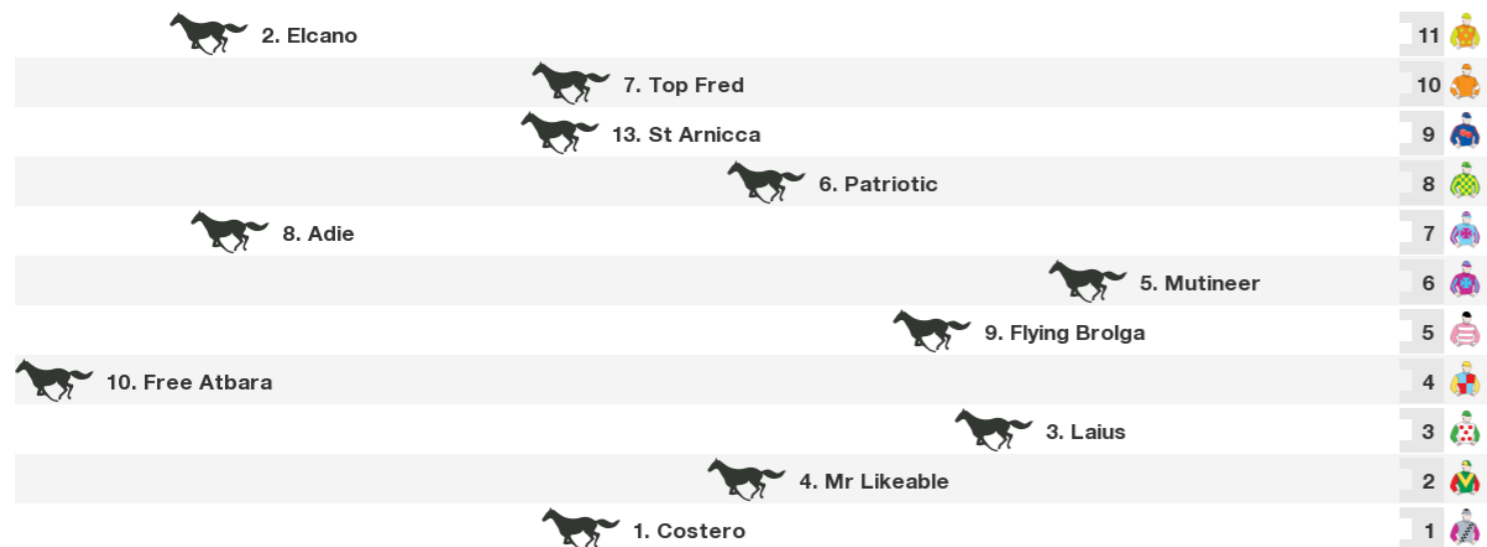 2. Elcano 11
7. Top Fred 10
13. St Arnicca 9
6. Patriotic 8
8. Adie 7
5. Mutineer 6
9. Flying Brolga 5
10. Free Atbara 4
3. Laius 3
4. Mr Likeable 2
1. Costero 1